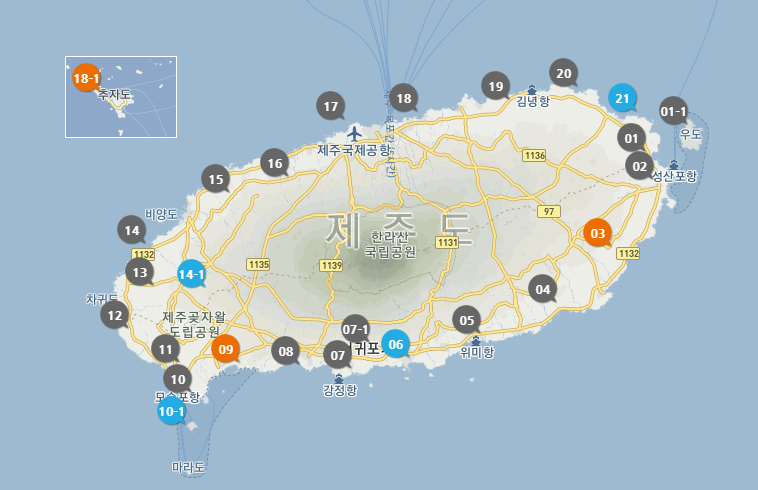 18-1
추자도
17
18
19
20
김녕항
21
01-1
우도
01
02
성산포항
제주국제공항
16
15
1136
비양도
14
97
03
제 주 도
한라산
국립공원
1131
1132
1132
13
14-1
1135
1139
차귀도
12
04
제주곶자왈
도립공원
05
07-1
06
위미항
11
09
08
07
귀포
강정항
10
모슬포항
10-1
마라도